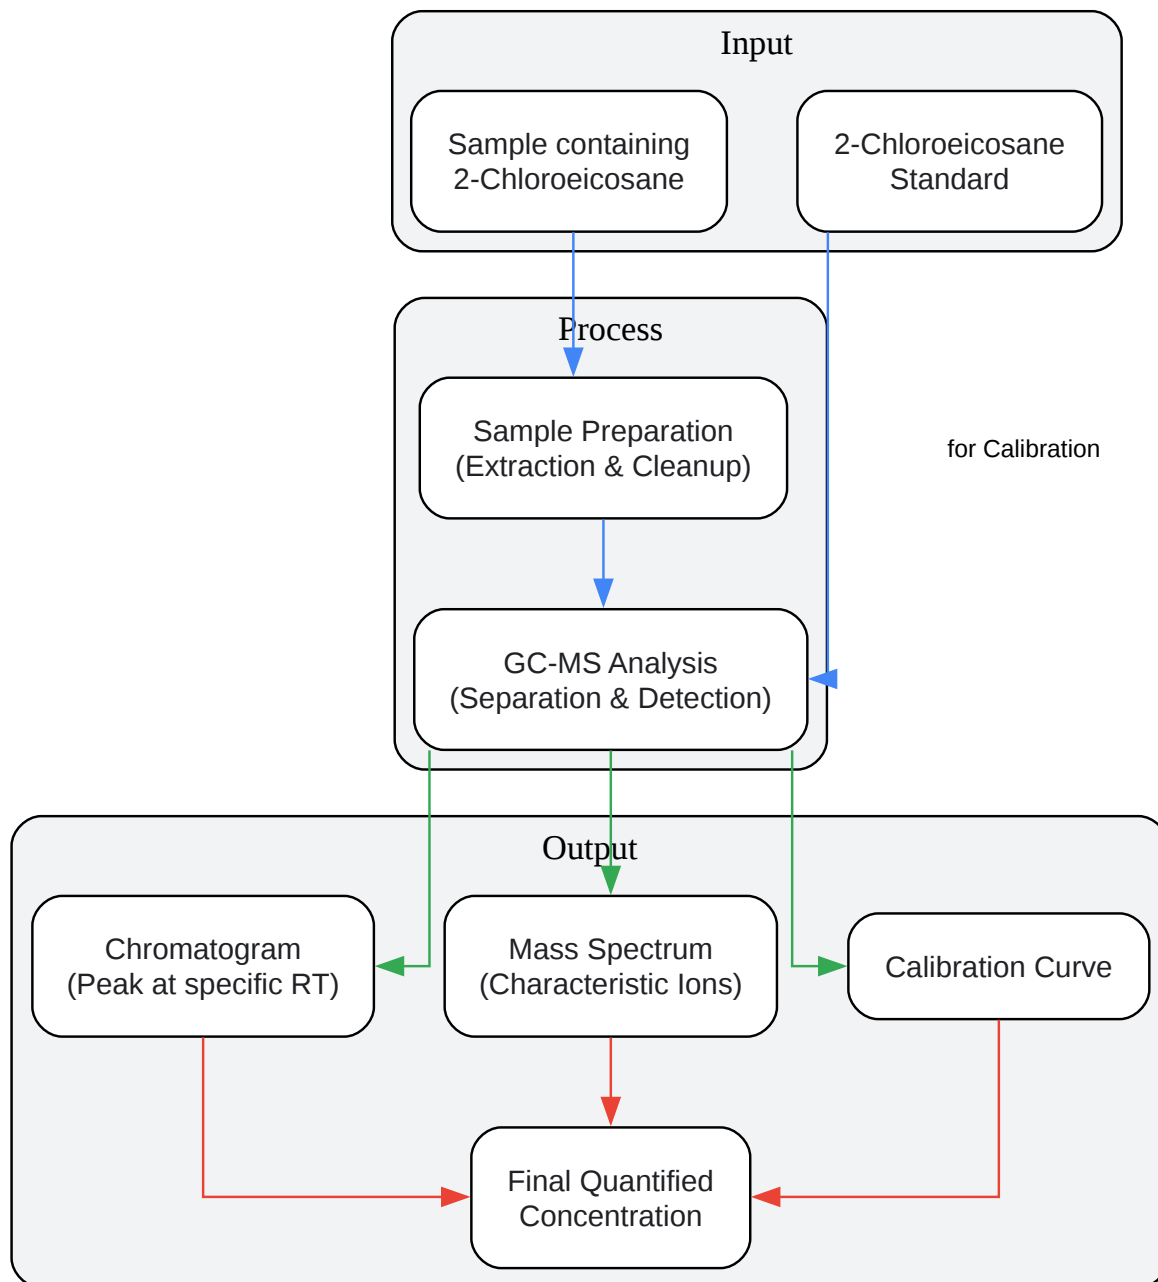 Input
Sample containing
2-Chloroeicosane
2-Chloroeicosane
Standard
Process
Sample Preparation
(Extraction & Cleanup)
for Calibration
GC-MS Analysis
(Separation & Detection)
Output
Chromatogram
(Peak at specific RT)
Mass Spectrum
(Characteristic Ions)
Calibration Curve
Final Quantified
Concentration